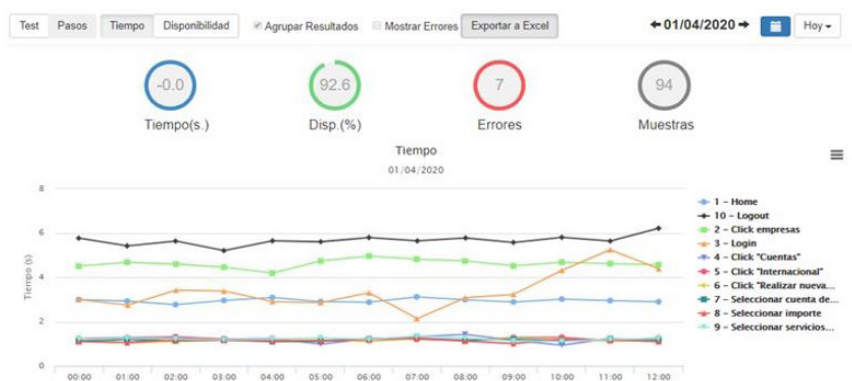 Test Pasos Tiempo Disponibilidad Agrupar Resultados Mostrar Errores Exportar a Excel 01/04/2020 Hoy
-0.0 92.6 7 94
Tiempo(s.) Disp.(%) Errores Muestras
Tiempo
01/04/2020
8
6
4
2
0
Tiempo (s)
00:00 01:00 02:00 03:00 04:00 05:00 06:00 07:00 08:00 09:00 10:00 11:00 12:00
1 - Home
10 - Logout
2 - Click empresas
3 - Login
4 - Click "Cuentas"
5 - Click "Internacional"
6 - Click "Realizar nueva...
7 - Seleccionar cuenta de...
8 - Seleccionar importe
9 - Seleccionar servicios...